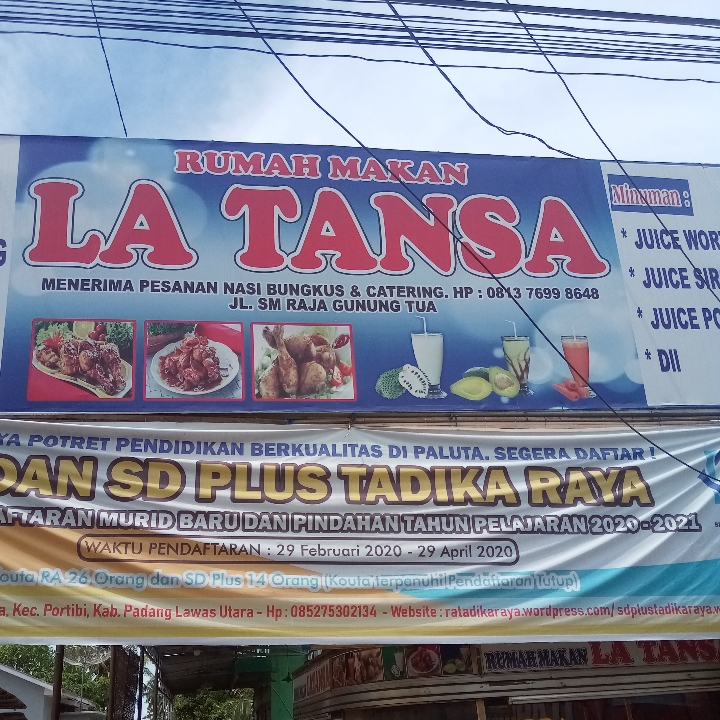 RUMAH MAKAN
LA TANSA
MENERIMA PESANAN NASI BUNGKUS & CATERING. HP : 0813 7699 8648
JL. SM RAJA GUNUNG TUA
Minuman :
* JUICE
* JUICE
* JUICE
* Dll
POTRET PENDIDIKAN BERKUALITAS DI PALUTA. SEGERA DAFTAR !
DAN SD PLUS TADIKA RAYA
MURID BARU DAN PINDAHAN TAHUN PELAJARAN 2020 - 2021
WAKTU PENDAFTARAN : 29 Februari 2020 - 29 April 2020
RA 26 Orang dan SD Plus 14 Orang (Kouta terpenuhi Pendaftaran Tutup)
Kec. Portibi, Kab. Padang Lawas Utara - Hp : 085275302134 - Website : ratadikaraya.wordpress.com/ sdplustadikaraya
RUMAH MAKAN LA TANSA